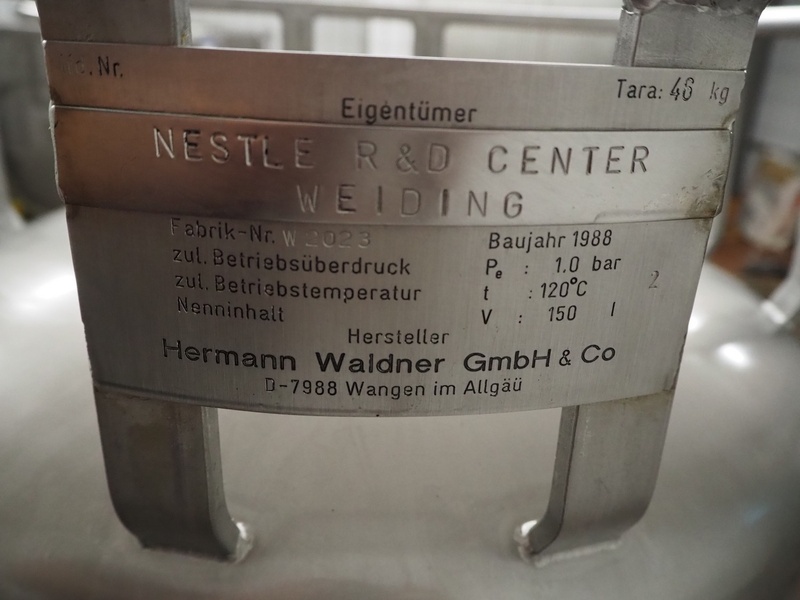 Nr.
Tara: 46 kg
Eigentümer
NESTLE R&D CENTER
WEIDING
Fabrik-Nr. W 2023
Baujahr 1988
zul. Betriebsüberdruck Pe : 1.0 bar
zul. Betriebstemperatur t : 120°C
2
Nenninhalt V : 150 l
Hersteller
Hermann Waldner GmbH & Co
D-7988 Wangen im Allgäü